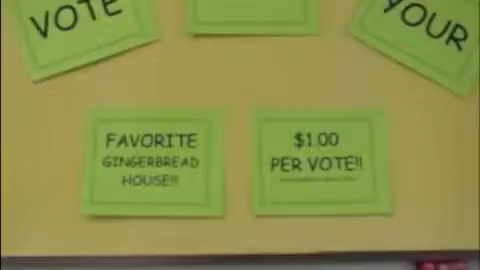 VOTE
YOUR
FAVORITE
GINGERBREAD
HOUSE!!!
$1.00
PER VOTE!!